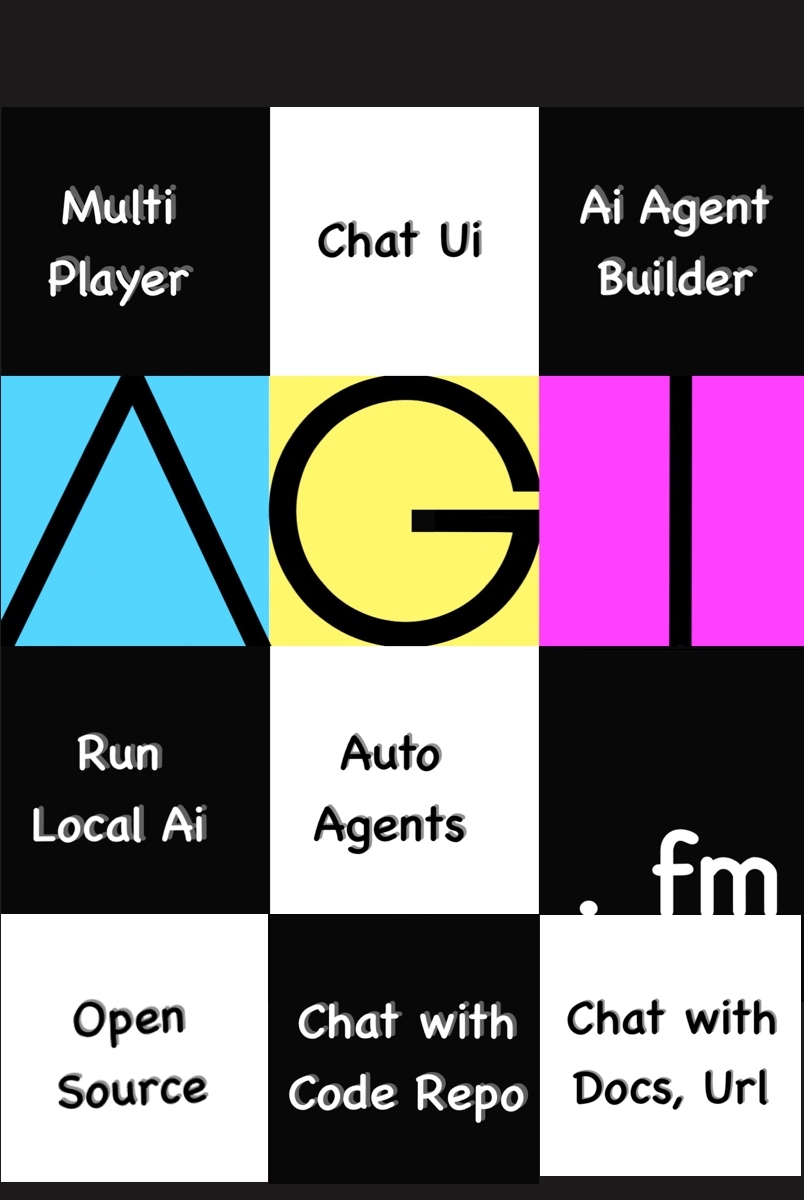 Multi
Player
Chat Ui
Ai Agent
Builder
AGI
Run
Local Ai
Auto
Agents
. fm
Open
Source
Chat with
Code Repo
Chat with
Docs, Url